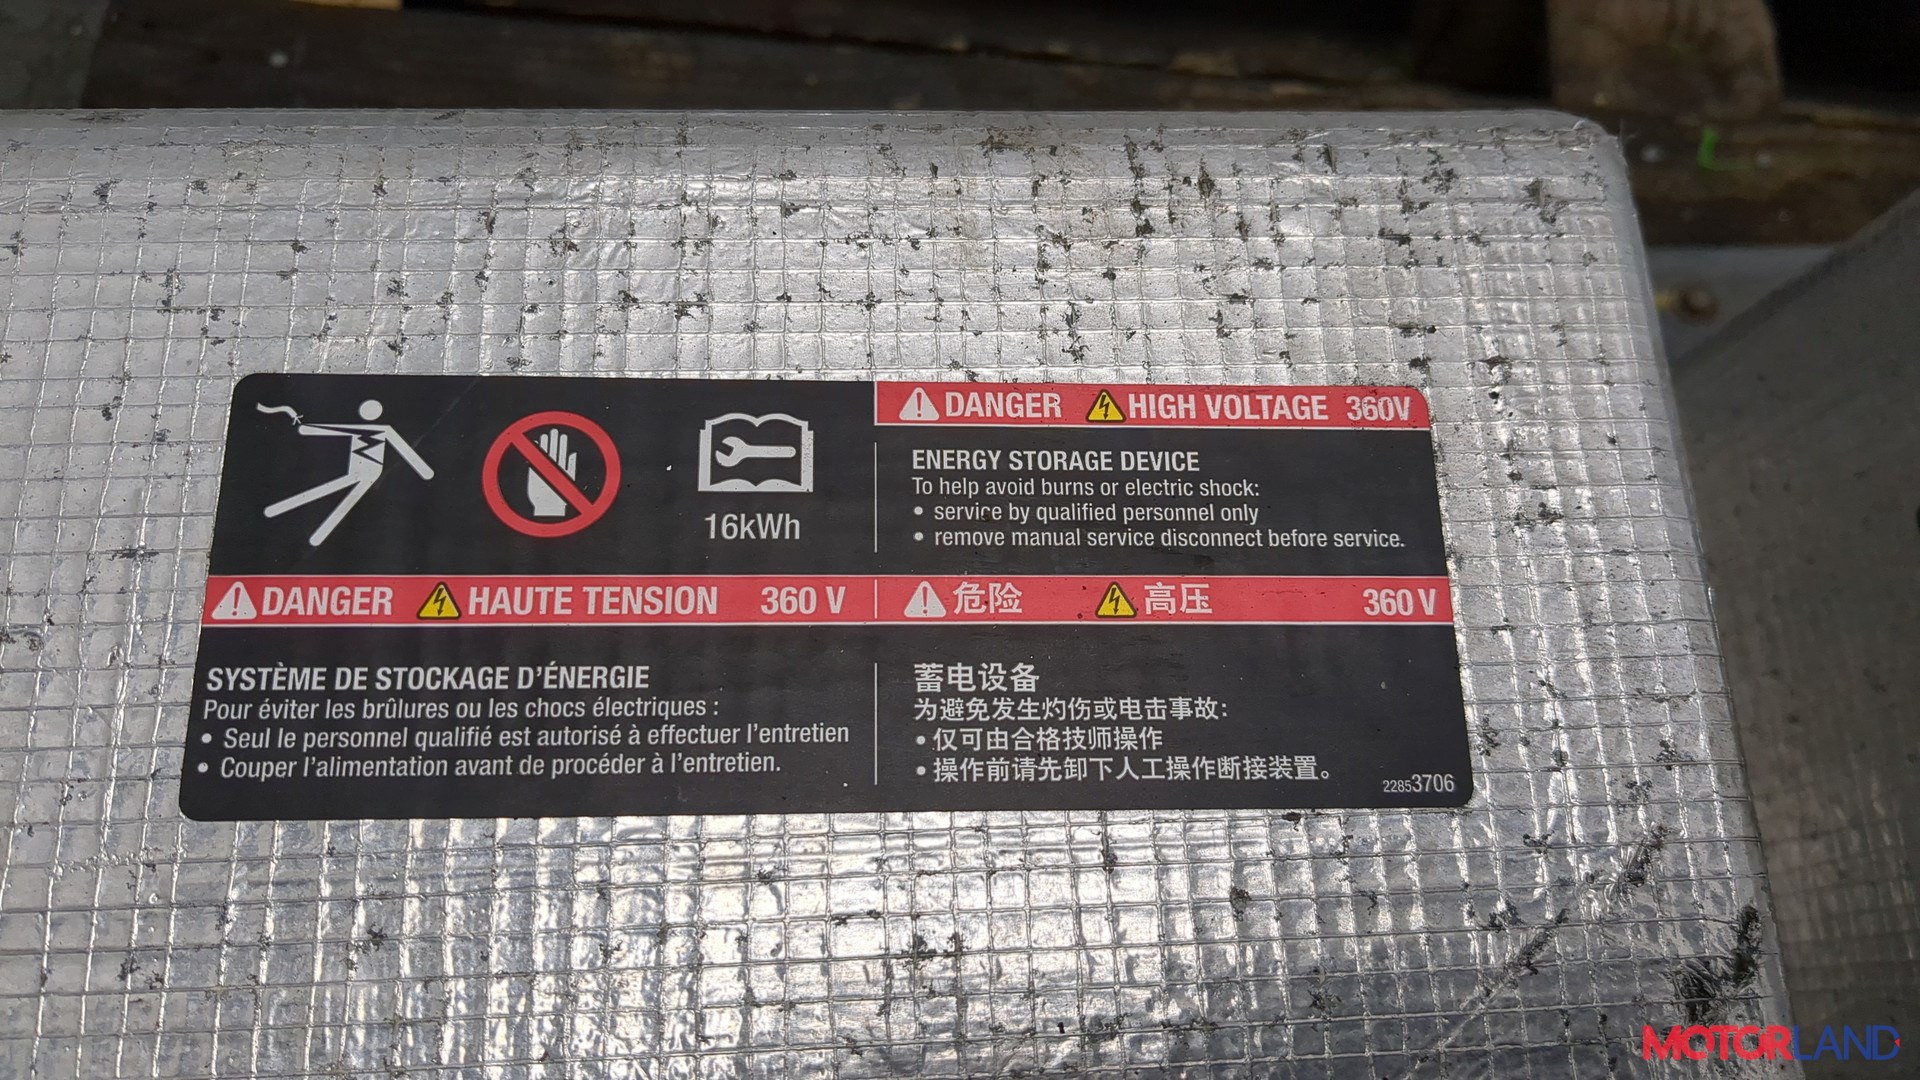 16kWh
DANGER HIGH VOLTAGE 360V
ENERGY STORAGE DEVICE
To help avoid burns or electric shock:
• service by qualified personnel only
• remove manual service disconnect before service.
DANGER HAUTE TENSION 360 V
SYSTÈME DE STOCKAGE D'ÉNERGIE
Pour éviter les brûlures ou les chocs électriques :
• Seul le personnel qualifié est autorisé à effectuer l'entretien
• Couper l'alimentation avant de procéder à l'entretien.
危险 高压 360 V
蓄电设备
为避免发生灼伤或电击事故：
• 仅可由合格技师操作
• 操作前请先卸下人工操作断接装置。
22853706
MOTORLAND